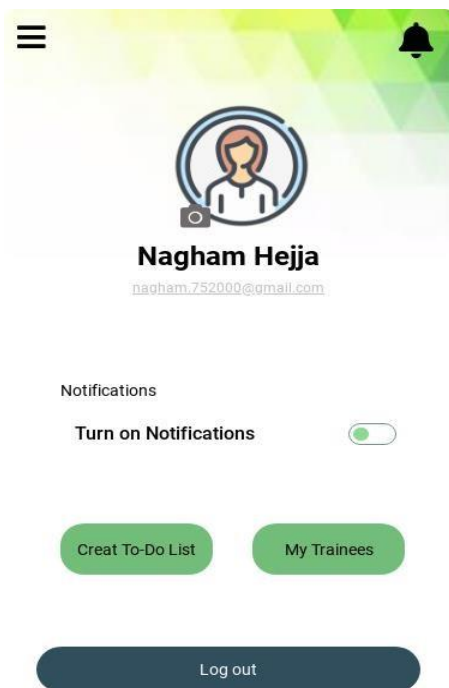 Nagham Hejja
nagham.752000@gmail.com
Notifications
Turn on Notifications
Creat To-Do List
My Trainees
Log out